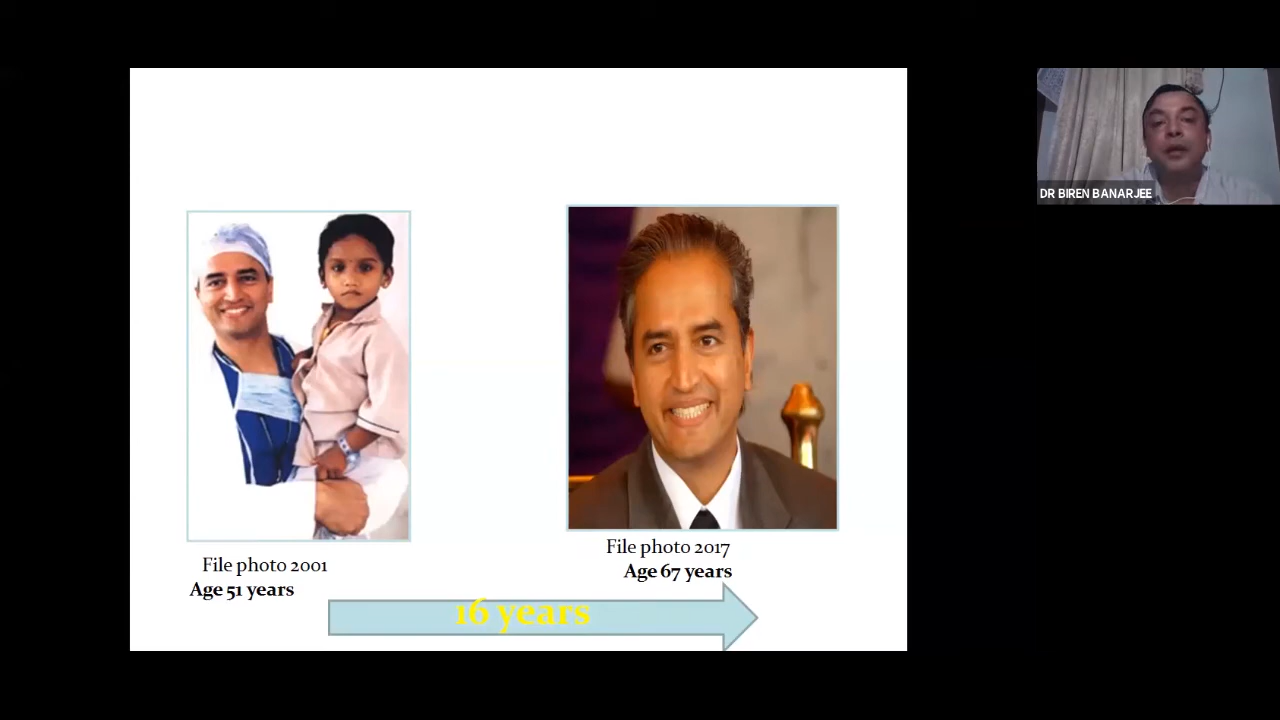 DR BIREN BANARJEE
File photo 2001
Age 51 years
File photo 2017
Age 67 years
16 years